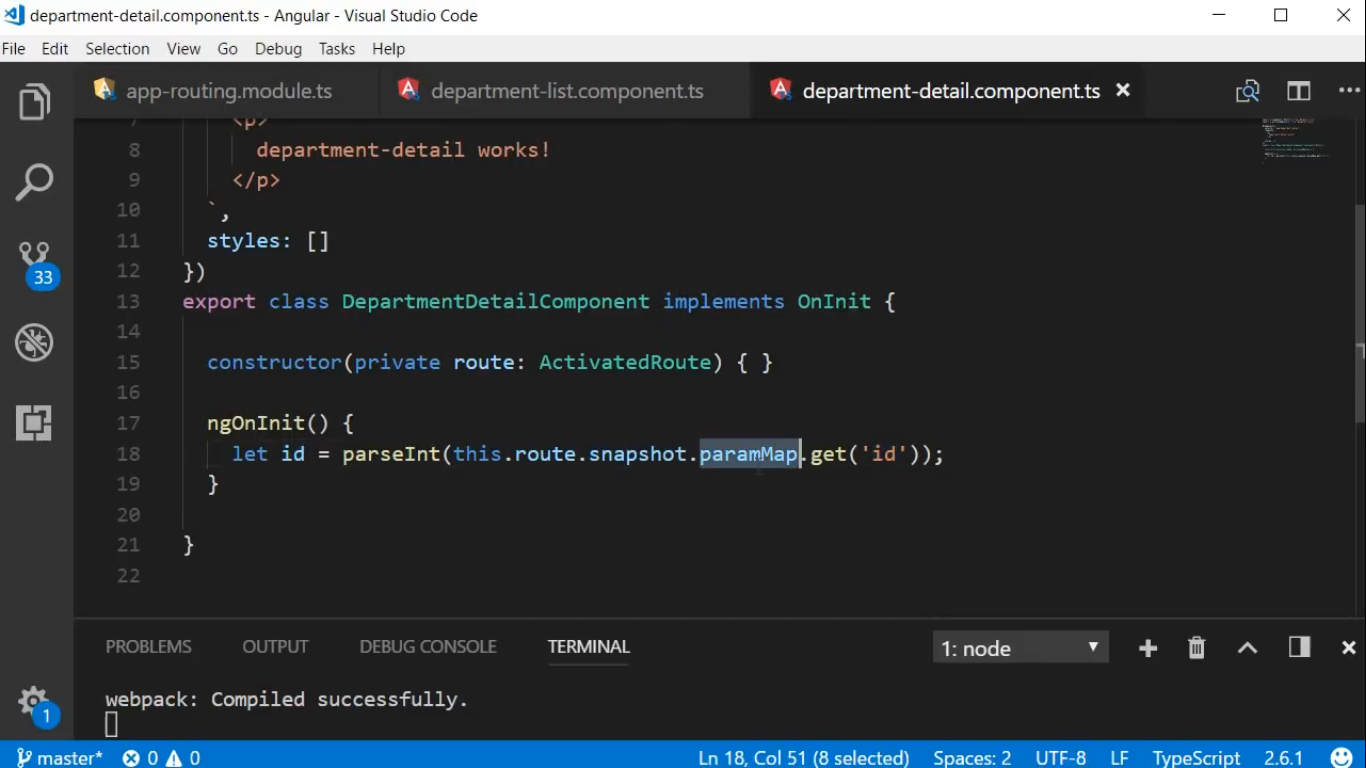 department-detail.component.ts - Angular - Visual Studio Code
File Edit Selection View Go Debug Tasks Help
app-routing.module.ts department-list.component.ts department-detail.component.ts
7 <p>
8 department-detail works!
9 </p>
10 `,
11 styles: []
12 })
13 export class DepartmentDetailComponent implements OnInit {
14
15 constructor(private route: ActivatedRoute) { }
16
17 ngOnInit() {
18 let id = parseInt(this.route.snapshot.paramMap.get('id'));
19 }
20
21 }
22
33
1
PROBLEMS OUTPUT DEBUG CONSOLE TERMINAL 1: node
webpack: Compiled successfully.
master* 0 0 Ln 18, Col 51 (8 selected) Spaces: 2 UTF-8 LF TypeScript 2.6.1